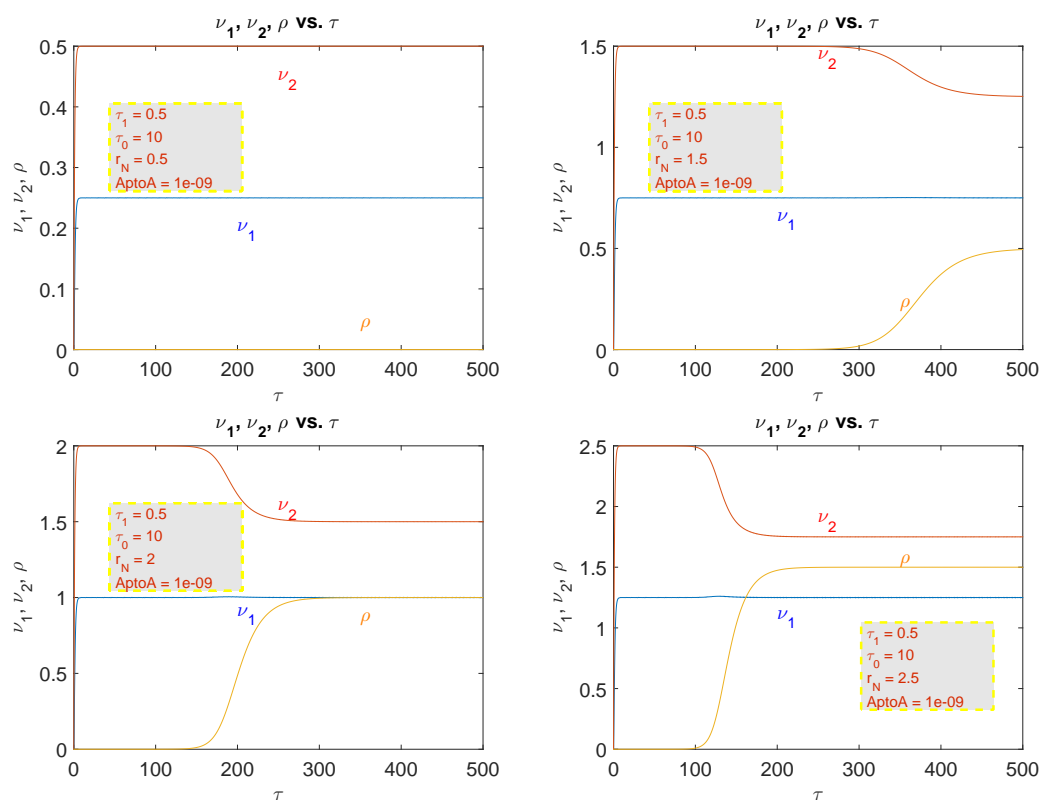 ν₁, ν₂, ρ vs. τ
0.5
0.4
0.3
0.2
0.1
0
ν₁, ν₂, ρ
ν₂
τ₁ = 0.5
τ₀ = 10
r_N = 0.5
AptoA = 1e-09
ν₁
ρ
0 100 200 300 400 500
τ
ν₁, ν₂, ρ vs. τ
1.5
1
0.5
0
ν₁, ν₂, ρ
ν₂
τ₁ = 0.5
τ₀ = 10
r_N = 1.5
AptoA = 1e-09
ν₁
ρ
0 100 200 300 400 500
τ
ν₁, ν₂, ρ vs. τ
2
1.5
1
0.5
0
ν₁, ν₂, ρ
ν₂
τ₁ = 0.5
τ₀ = 10
r_N = 2
AptoA = 1e-09
ν₁
ρ
0 100 200 300 400 500
τ
ν₁, ν₂, ρ vs. τ
2.5
2
1.5
1
0.5
0
ν₁, ν₂, ρ
ν₂
ρ
ν₁
τ₁ = 0.5
τ₀ = 10
r_N = 2.5
AptoA = 1e-09
0 100 200 300 400 500
τ